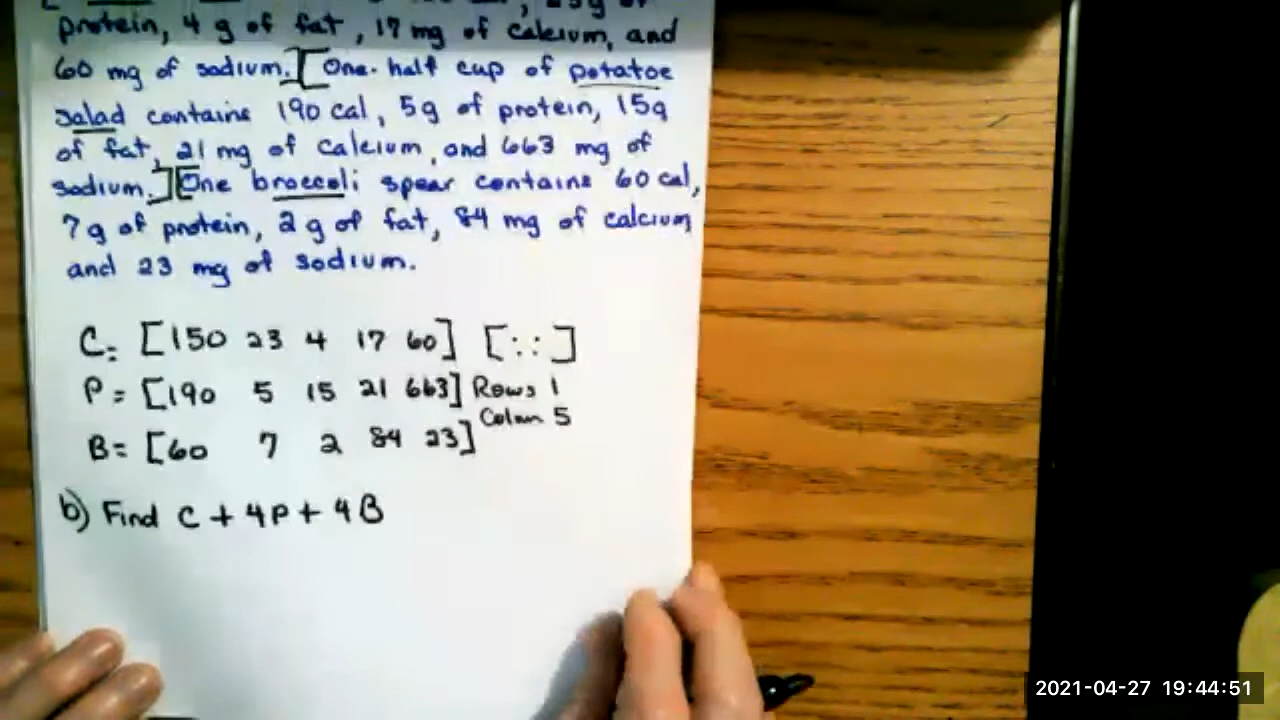 protein, 4 g of fat, 17 mg of calcium, and
60 mg of sodium.][One-half cup of potatoe
salad contains 190 cal, 5g of protein, 15g
of fat, 21 mg of calcium, and 663 mg of
sodium.][One broccoli spear contains 60 cal,
7g of protein, 2g of fat, 84 mg of calcium,
and 23 mg of sodium.
C = [150 23 4 17 60] [:::]
P = [190 5 15 21 663] Rows 1
Colum 5
B = [60 7 2 84 23]
b) Find C + 4P + 4B
2021-04-27 19:44:51